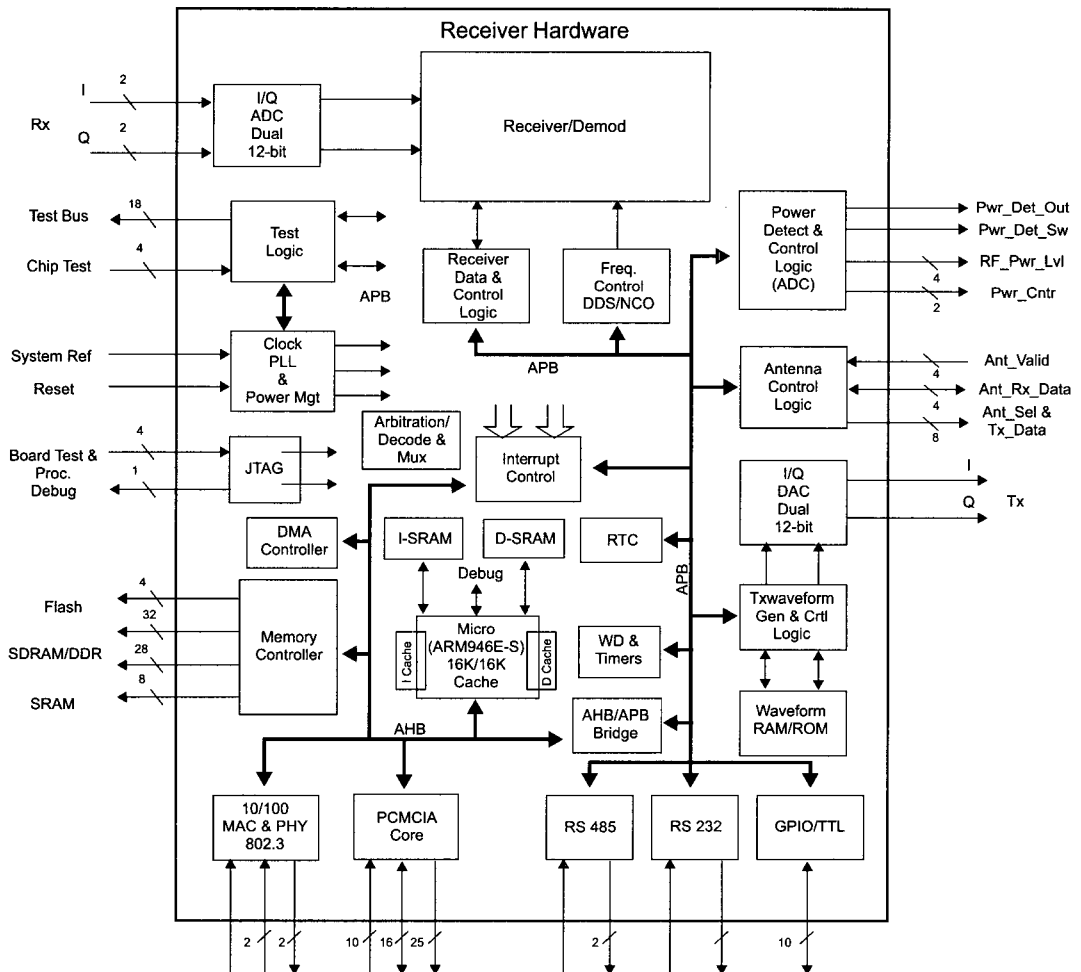 Receiver Hardware
I
2
Rx
Q
2
I/Q
ADC
Dual
12-bit
Receiver/Demod
Test Bus
18
Chip Test
4
Test
Logic
APB
System Ref
Reset
Clock
PLL
&
Power Mgt
Receiver
Data &
Control
Logic
Freq.
Control
DDS/NCO
APB
Power
Detect &
Control
Logic
(ADC)
Pwr_Det_Out
Pwr_Det_Sw
RF_Pwr_Lvl
4
Pwr_Cntr
2
Antenna
Control
Logic
Ant_Valid
4
Ant_Rx_Data
4
Ant_Sel &
Tx_Data
8
Board Test &
Proc.
Debug
4
1
JTAG
Arbitration/
Decode &
Mux
Interrupt
Control
I/Q
DAC
Dual
12-bit
I
Q
Tx
DMA
Controller
I-SRAM
D-SRAM
RTC
Debug
APB
Flash
4
32
SDRAM/DDR
28
8
SRAM
Memory
Controller
I Cache
Micro
(ARM946E-S)
16K/16K
Cache
D Cache
WD &
Timers
Txwaveform
Gen & Crtl
Logic
AHB
AHB/APB
Bridge
Waveform
RAM/ROM
10/100
MAC & PHY
802.3
PCMCIA
Core
RS 485
RS 232
GPIO/TTL
2
2
10
16
25
2
10